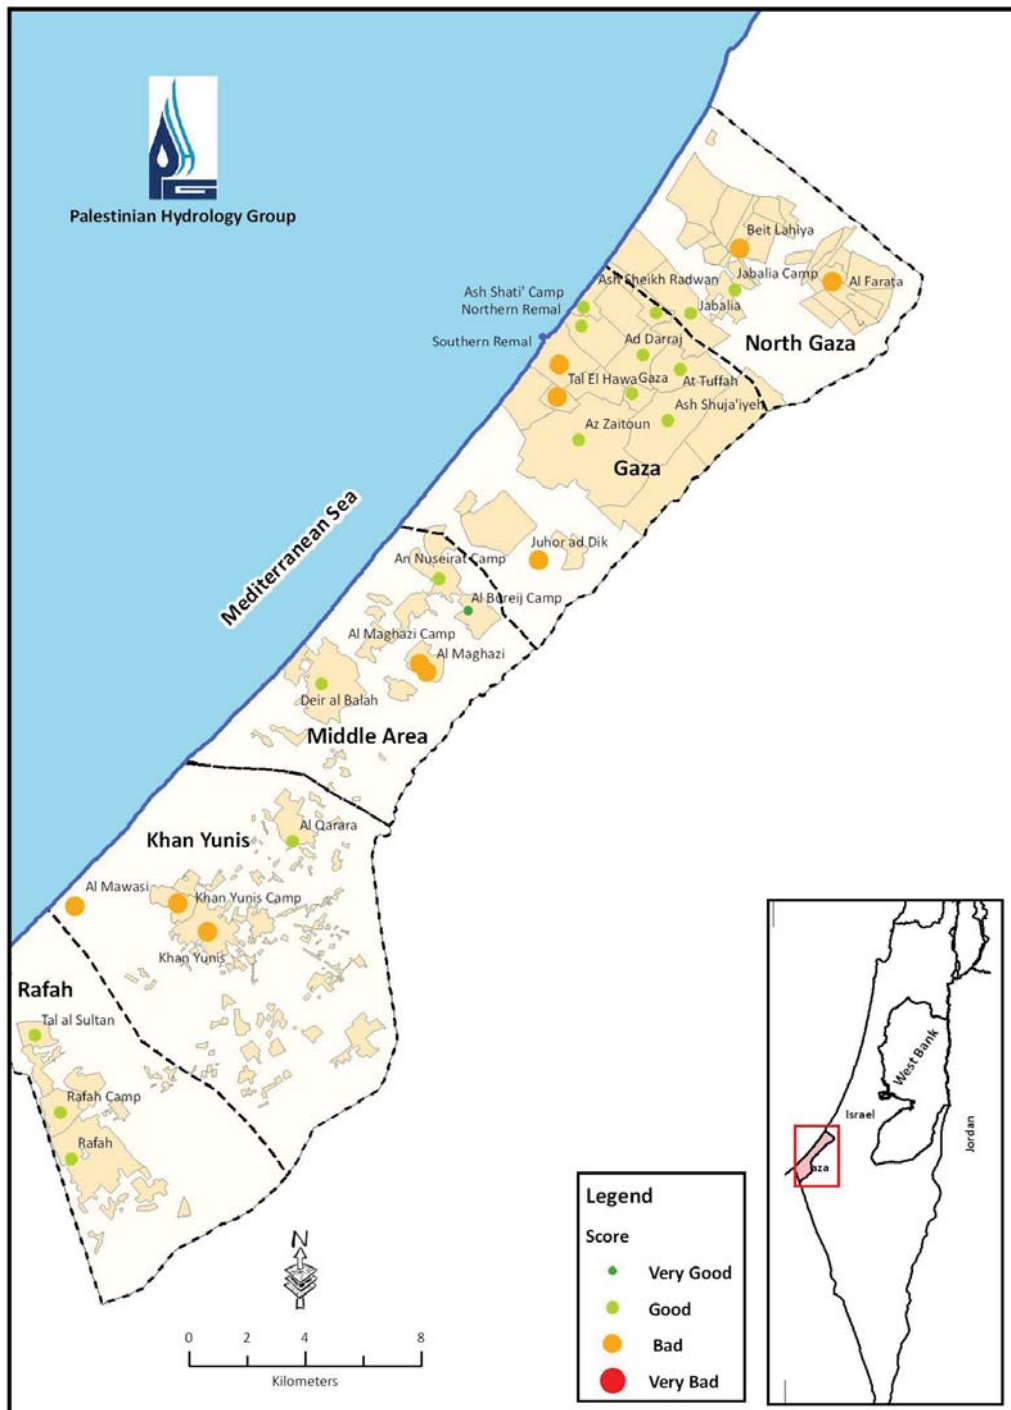 Palestinian Hydrology Group
Beit Lahiya
Jabalia Camp
Al Farata
Ash Sheikh Radwan
Ash Shati' Camp
Northern Remal
Jabalia
Southern Remal
North Gaza
Ad Darraj
Tal El Hawa
Gaza
At Tuffah
Ash Shuja'iyeh
Az Zaitoun
Gaza
Mediterranean Sea
Juhor ad Dik
An Nuseirat Camp
Al Bureij Camp
Al Maghazi Camp
Al Maghazi
Deir al Balah
Middle Area
Al Qarara
Khan Yunis
Al Mawasi
Khan Yunis Camp
Khan Yunis
Rafah
Tal al Sultan
Rafah Camp
Rafah
N
0 2 4 8
Kilometers
Legend
Score
Very Good
Good
Bad
Very Bad
West Bank
Israel
Jordan
aza